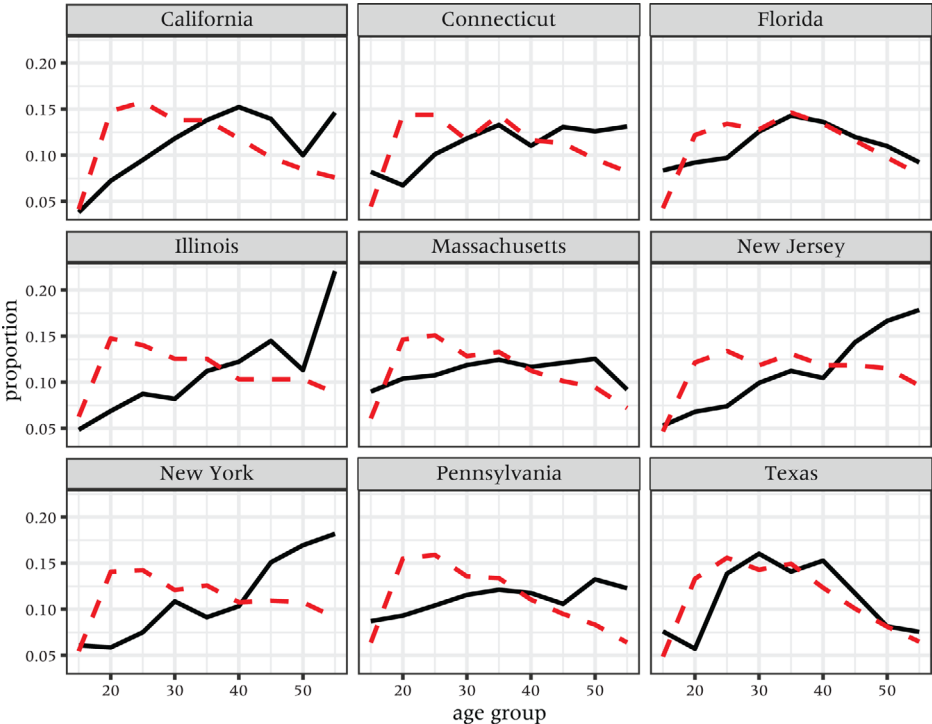 California Connecticut Florida
0.20
0.15
0.10
0.05
Illinois Massachusetts New Jersey
0.20
0.15
0.10
0.05
New York Pennsylvania Texas
0.20
0.15
0.10
0.05
20 30 40 50 20 30 40 50 20 30 40 50
age group
proportion